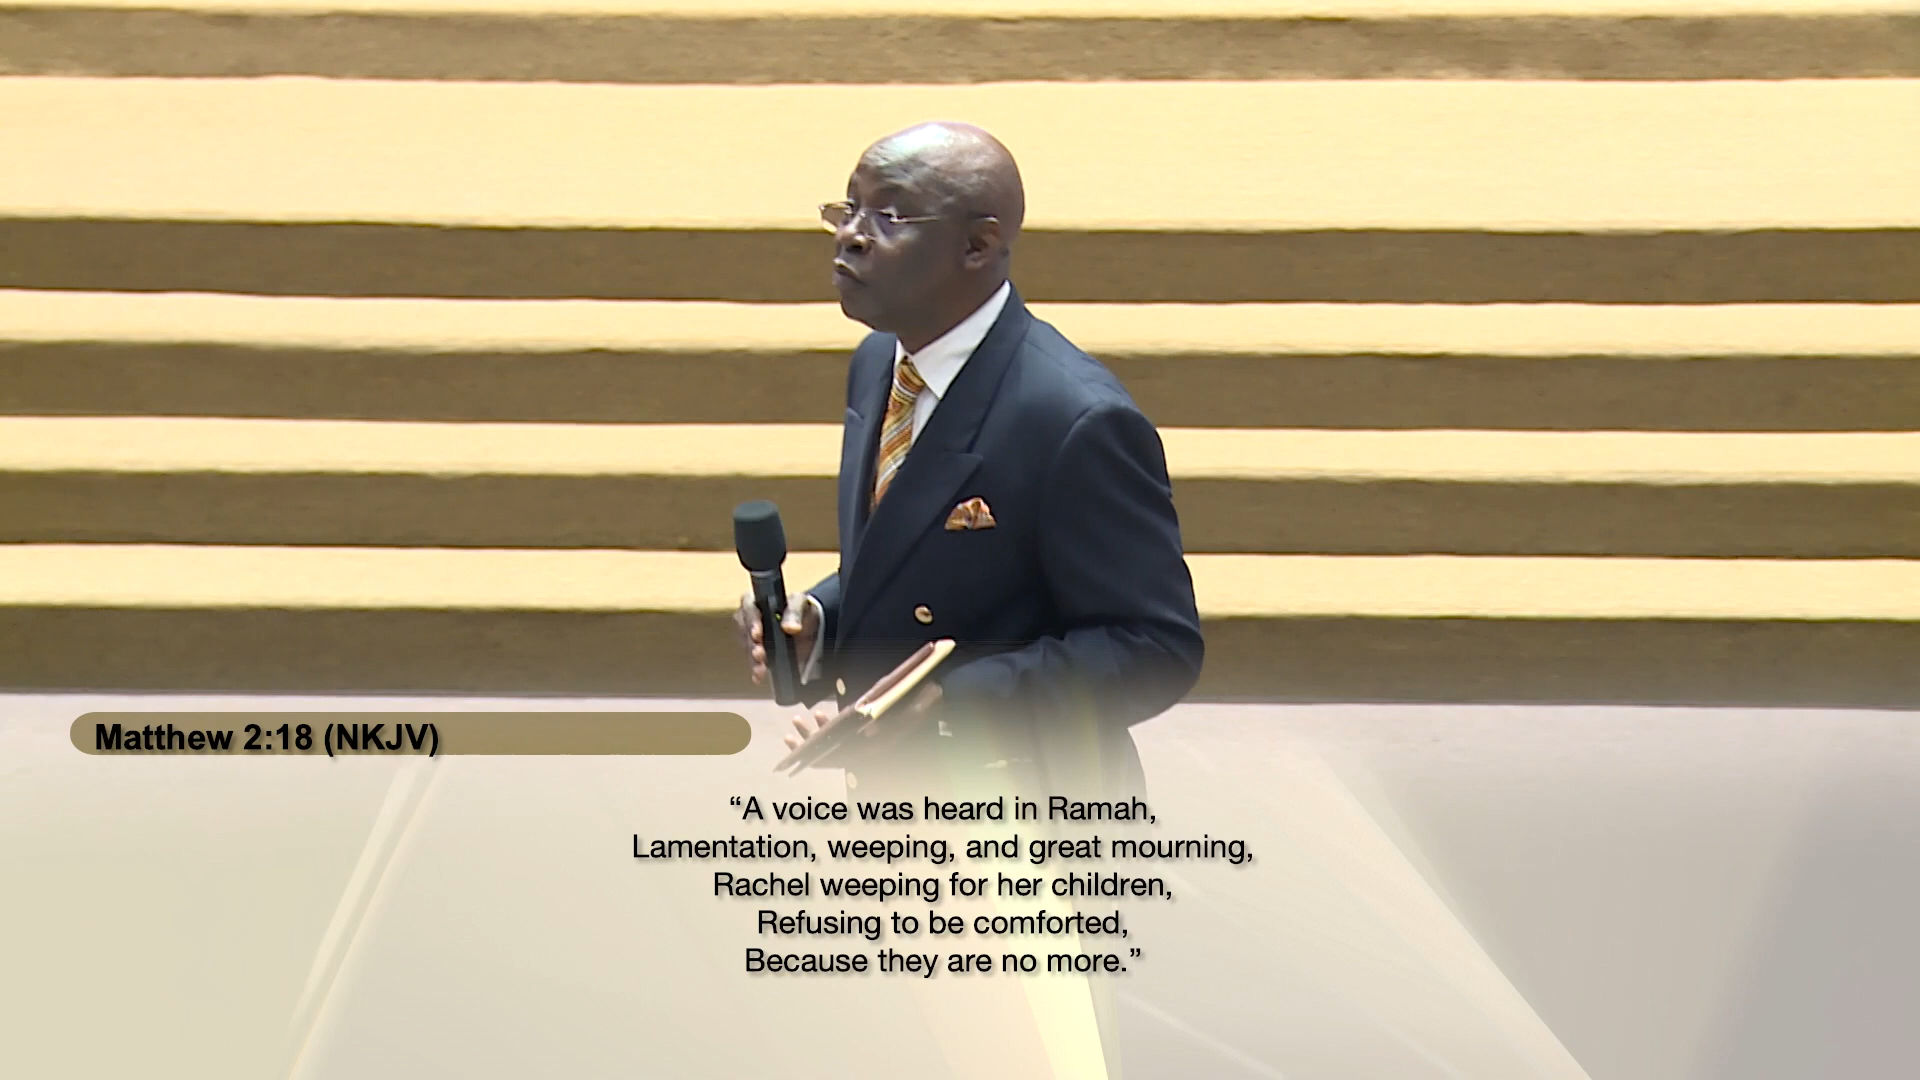 Matthew 2:18 (NKJV)
“A voice was heard in Ramah,
Lamentation, weeping, and great mourning,
Rachel weeping for her children,
Refusing to be comforted,
Because they are no more.”